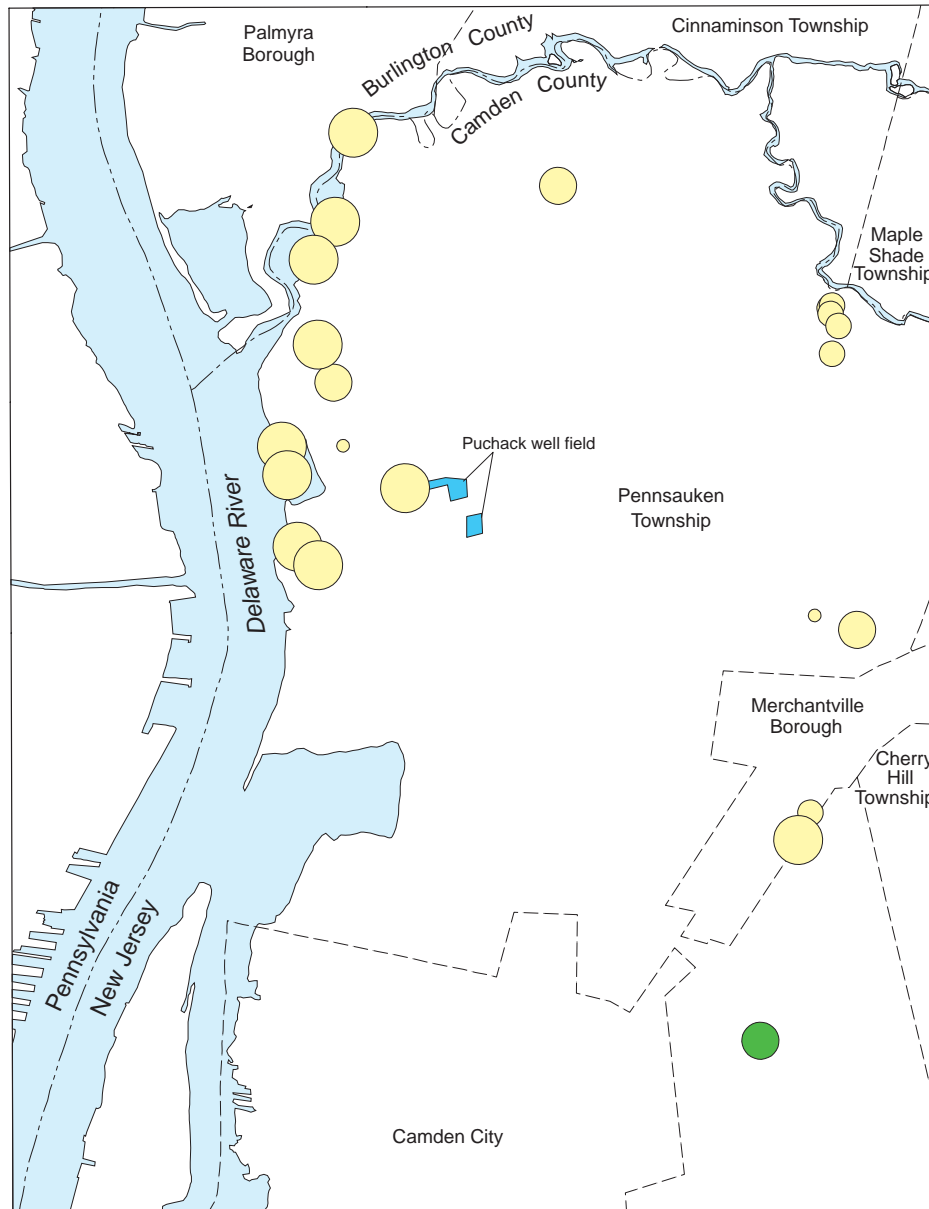 Palmyra
Borough
Burlington County
Camden County
Cinnaminson Township
Maple
Shade
Township
Puchack well field
Pennsauken
Township
Delaware River
Merchantville
Borough
Cherry
Hill
Township
Pennsylvania
New Jersey
Camden City